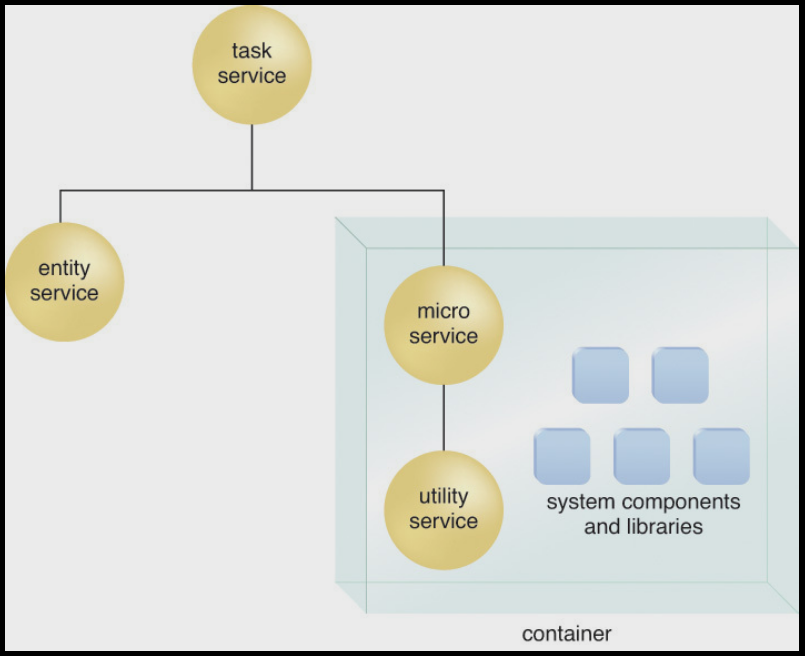 task
service
entity
service
micro
service
utility
service
system components
and libraries
container